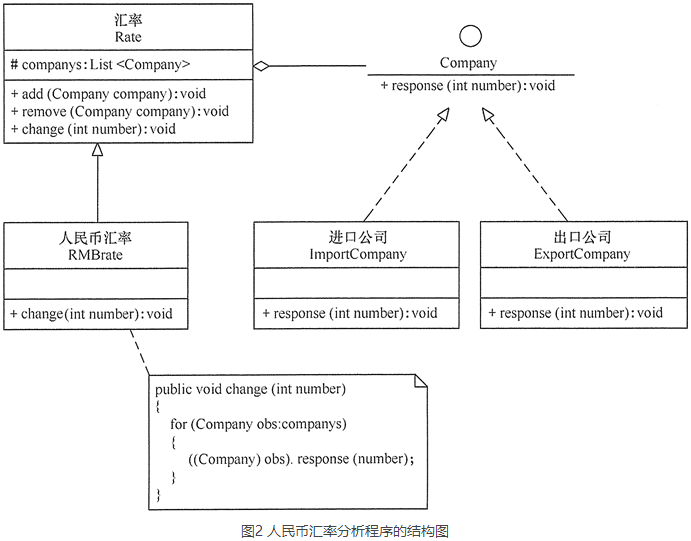 汇率
Rate
# companys:List <Company>
+ add (Company company):void
+ remove (Company company):void
+ change (int number):void
Company
+ response (int number):void
人民币汇率
RMBrate
+ change(int number):void
进口公司
ImportCompany
+ response (int number):void
出口公司
ExportCompany
+ response (int number):void
public void change (int number)
{
for (Company obs:companys)
{
((Company) obs). response (number);
}
}
图2 人民币汇率分析程序的结构图